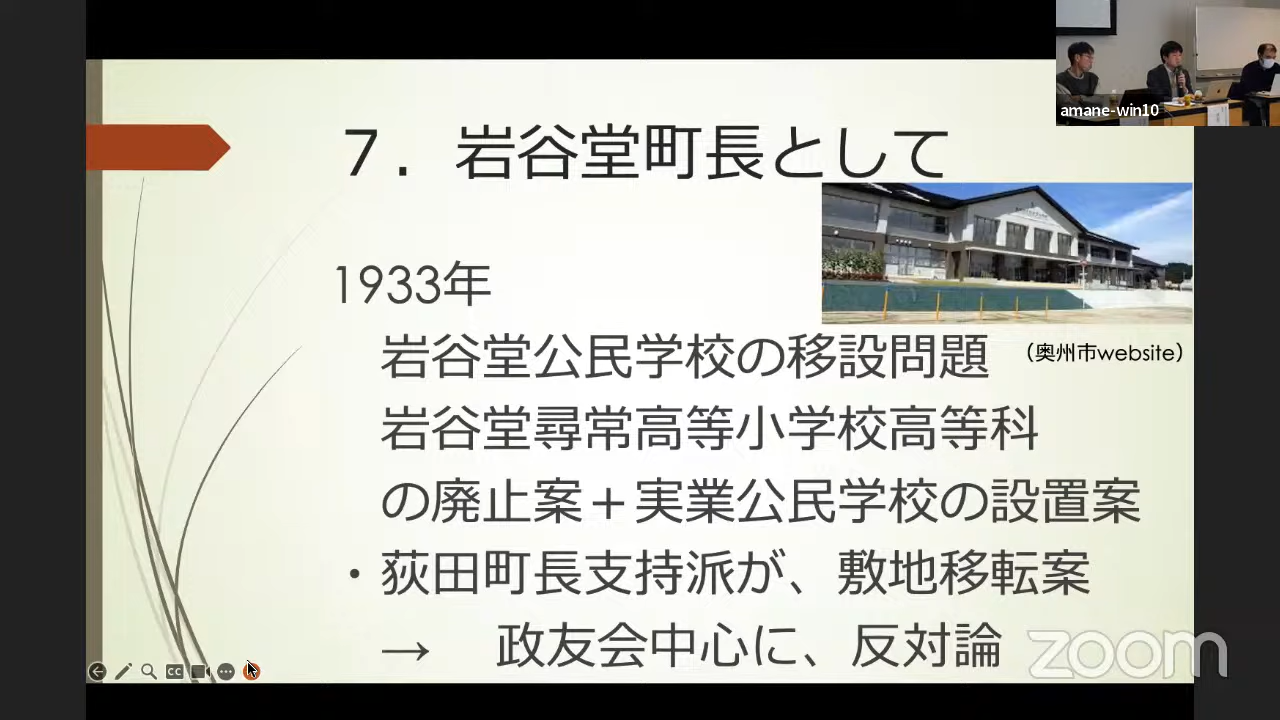 amane-win10
７．岩谷堂町長として
1933年
岩谷堂公民学校の移設問題
（奥州市website）
岩谷堂尋常高等小学校高等科
の廃止案＋実業公民学校の設置案
・荻田町長支持派が、敷地移転案
→　政友会中心に、反対論
zoom
CC